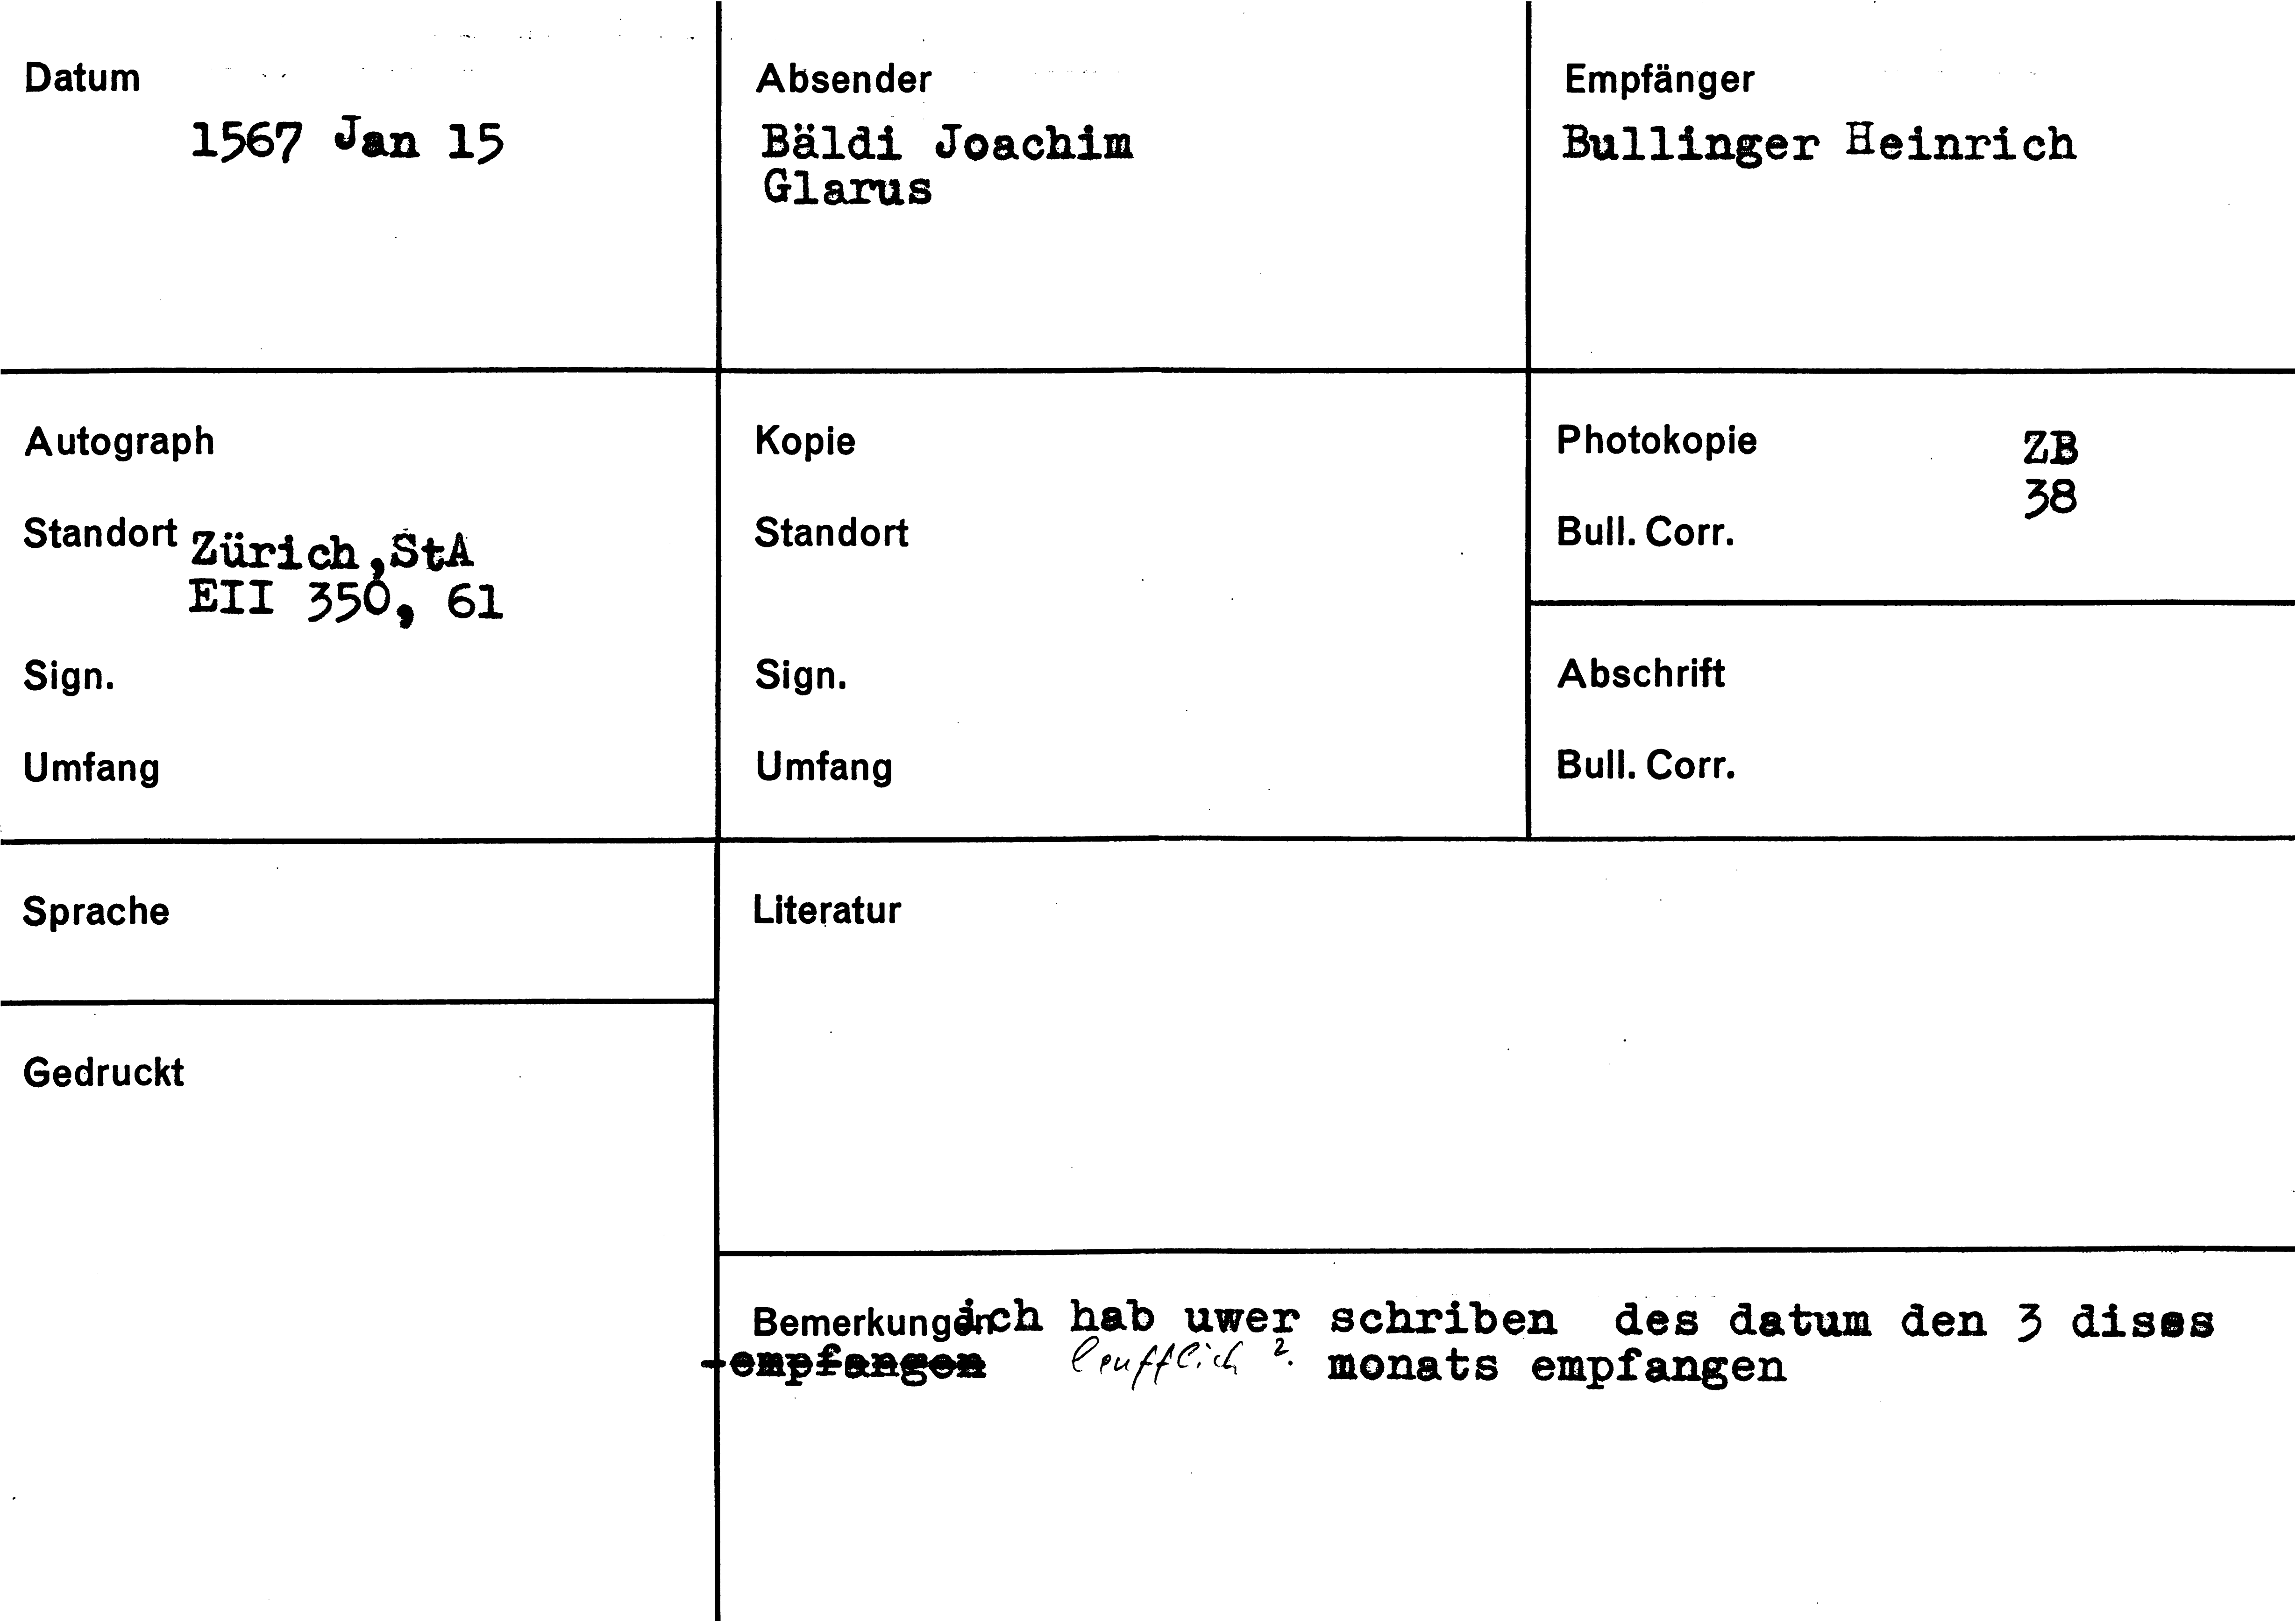 Datum
1567 Jan 15
Absender
Bäldi Joachim
Glarus
Empfänger
Bullinger Heinrich
Autograph
Standort Zürich,StA
EII 350, 61
Sign.
Umfang
Kopie
Standort
Sign.
Umfang
Photokopie ZB
38
Bull. Corr.
Abschrift
Bull. Corr.
Sprache
Gedruckt
Literatur
Bemerkungen ich hab uwer schriben des datum den 3 dises
empfangen leufflich ?. monats empfangen